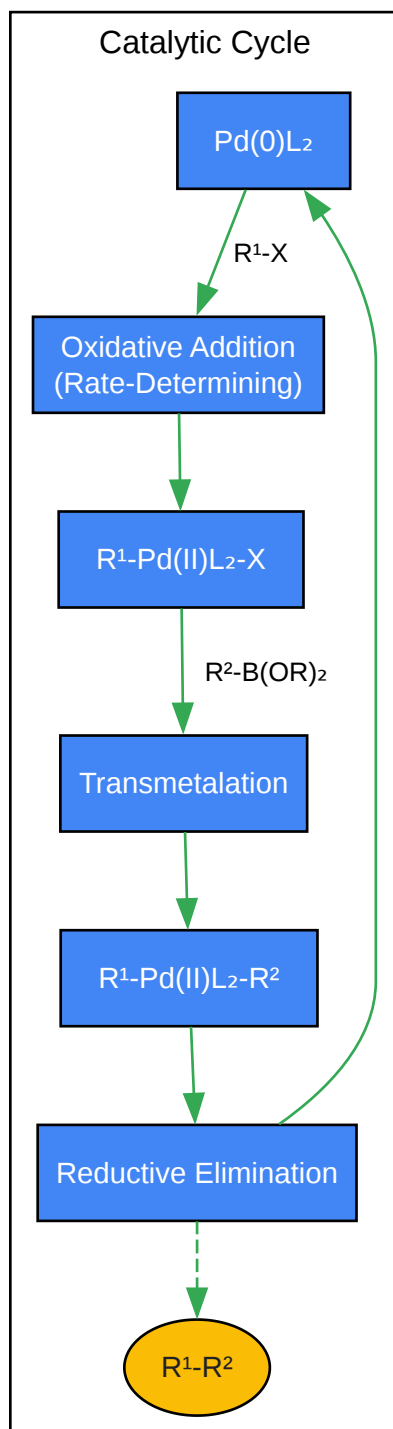 Catalytic Cycle
Pd(0)L₂
R¹-X
Oxidative Addition
(Rate-Determining)
R¹-Pd(II)L₂-X
R²-B(OR)₂
Transmetalation
R¹-Pd(II)L₂-R²
Reductive Elimination
R¹-R²